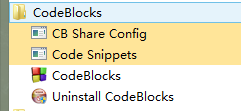 CodeBlocks
CB Share Config
Code Snippets
CodeBlocks
Uninstall CodeBlocks